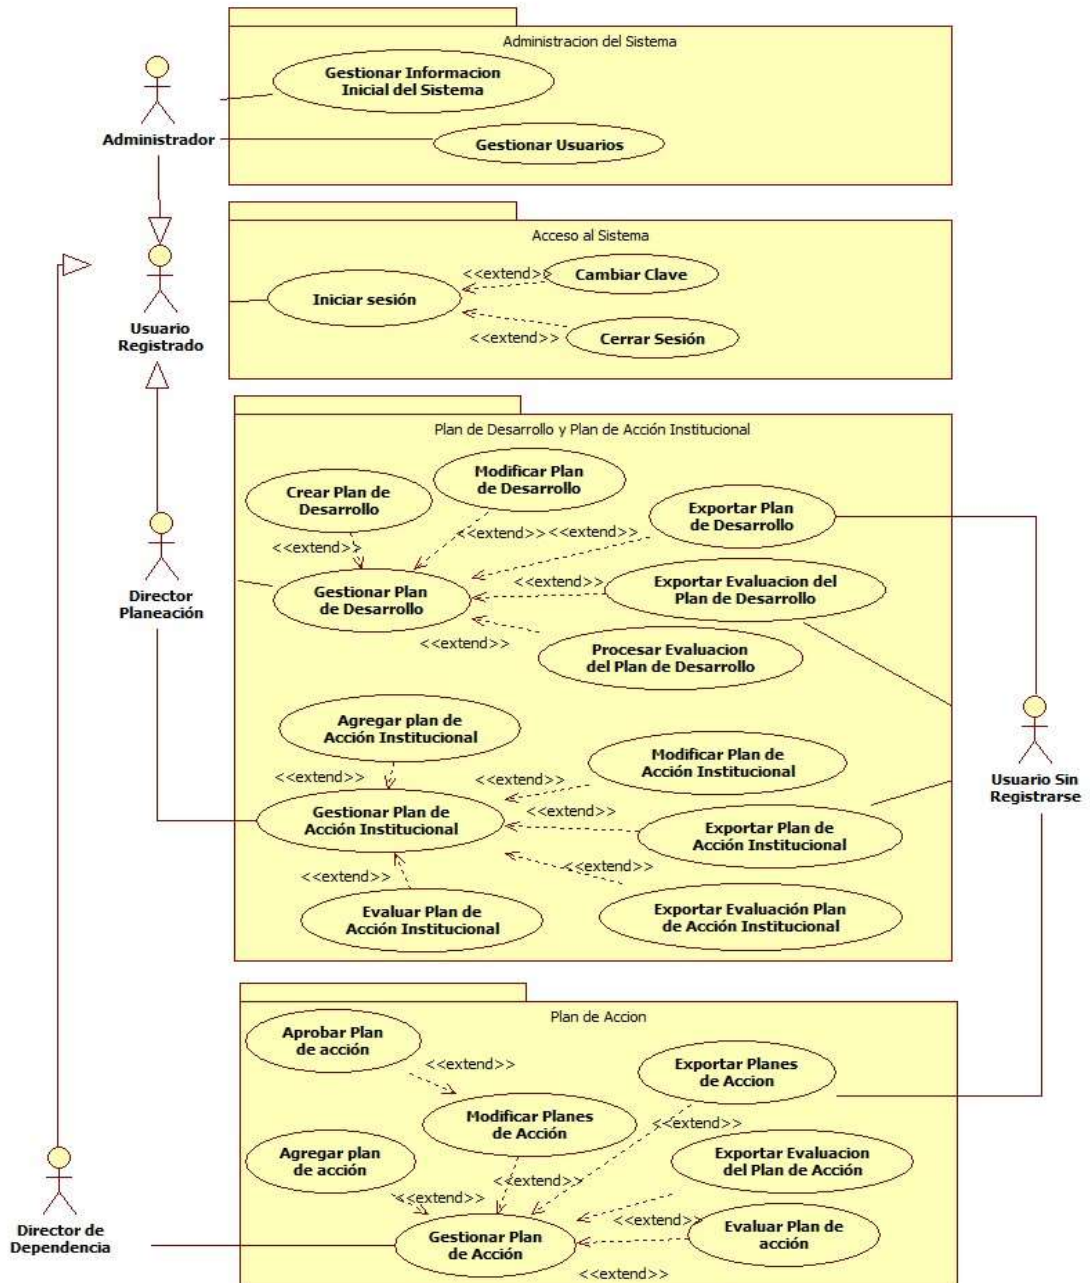 Administracion del Sistema
Gestionar Informacion
Inicial del Sistema
Administrador
Gestionar Usuarios
Acceso al Sistema
<<extend>>
Cambiar Clave
Iniciar sesión
Usuario
Registrado
<<extend>>
Cerrar Sesión
Plan de Desarrollo y Plan de Acción Institucional
Crear Plan de
Desarrollo
Modificar Plan
de Desarrollo
Exportar Plan
de Desarrollo
<<extend>>
<<extend>>
<<extend>>
Director
Planeación
Gestionar Plan
de Desarrollo
<<extend>>
Exportar Evaluacion del
Plan de Desarrollo
<<extend>>
Procesar Evaluacion
del Plan de Desarrollo
Agregar plan de
Acción Institucional
Modificar Plan de
Acción Institucional
Usuario Sin
Registrarse
<<extend>>
<<extend>>
Gestionar Plan de
Acción Institucional
<<extend>>
Exportar Plan de
Acción Institucional
<<extend>>
<<extend>>
Evaluar Plan de
Acción Institucional
Exportar Evaluación Plan
de Acción Institucional
Plan de Accion
Aprobar Plan
de acción
<<extend>>
Exportar Planes
de Accion
Modificar Planes
de Acción
<<extend>>
Agregar plan
de acción
Exportar Evaluacion
del Plan de Acción
<<extend>>
<<extend>>
Director de
Dependencia
Gestionar Plan
de Acción
<<extend>>
Evaluar Plan de
acción
<<extend>>